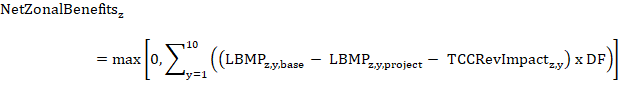 NetZonalBenefits_z
= max[0, ∑_{y=1}^{10} ((LBMP_{z,y,base} − LBMP_{z,y,project} − TCCRevImpact_{z,y}) x DF)]